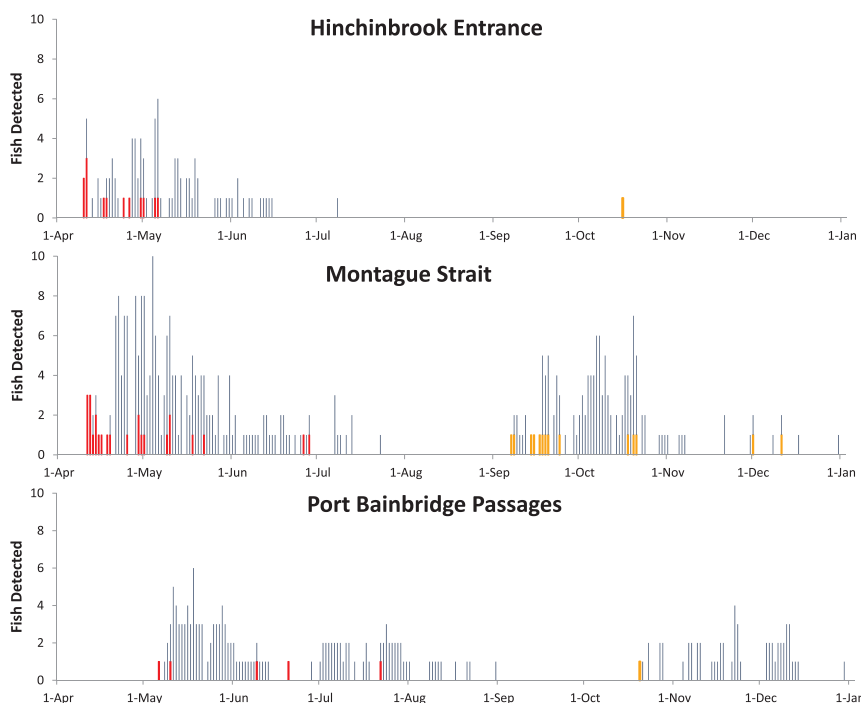 Hinchinbrook Entrance
Fish Detected
10
8
6
4
2
0
1-Apr 1-May 1-Jun 1-Jul 1-Aug 1-Sep 1-Oct 1-Nov 1-Dec 1-Jan
Montague Strait
Fish Detected
10
8
6
4
2
0
1-Apr 1-May 1-Jun 1-Jul 1-Aug 1-Sep 1-Oct 1-Nov 1-Dec 1-Jan
Port Bainbridge Passages
Fish Detected
10
8
6
4
2
0
1-Apr 1-May 1-Jun 1-Jul 1-Aug 1-Sep 1-Oct 1-Nov 1-Dec 1-Jan